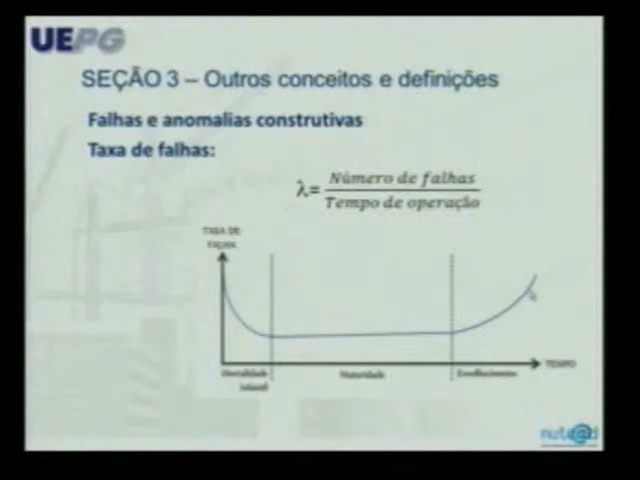 UEPG
SEÇÃO 3 – Outros conceitos e definições
Falhas e anomalias construtivas
Taxa de falhas:
λ= Número de falhas
Tempo de operação
TAXA DE
FALHA
TEMPO
Mortalidade
Infantil
Maturidade
Envelhecimento
nute@d